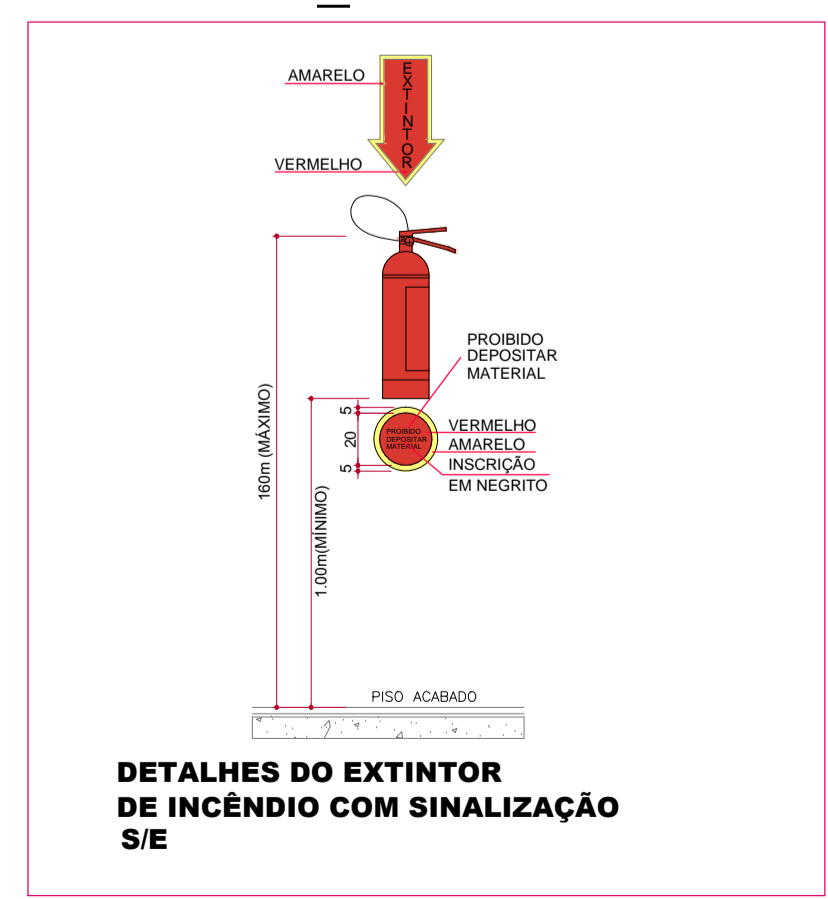 AMARELO
EXTINTOR
VERMELHO
PROIBIDO
DEPOSITAR
MATERIAL
160m (MÁXIMO)
1.00m(MÍNIMO)
5
20
5
PROIBIDO
DEPOSITAR
MATERIAL
VERMELHO
AMARELO
INSCRIÇÃO
EM NEGRITO
PISO ACABADO
DETALHES DO EXTINTOR
DE INCÊNDIO COM SINALIZAÇÃO
S/E